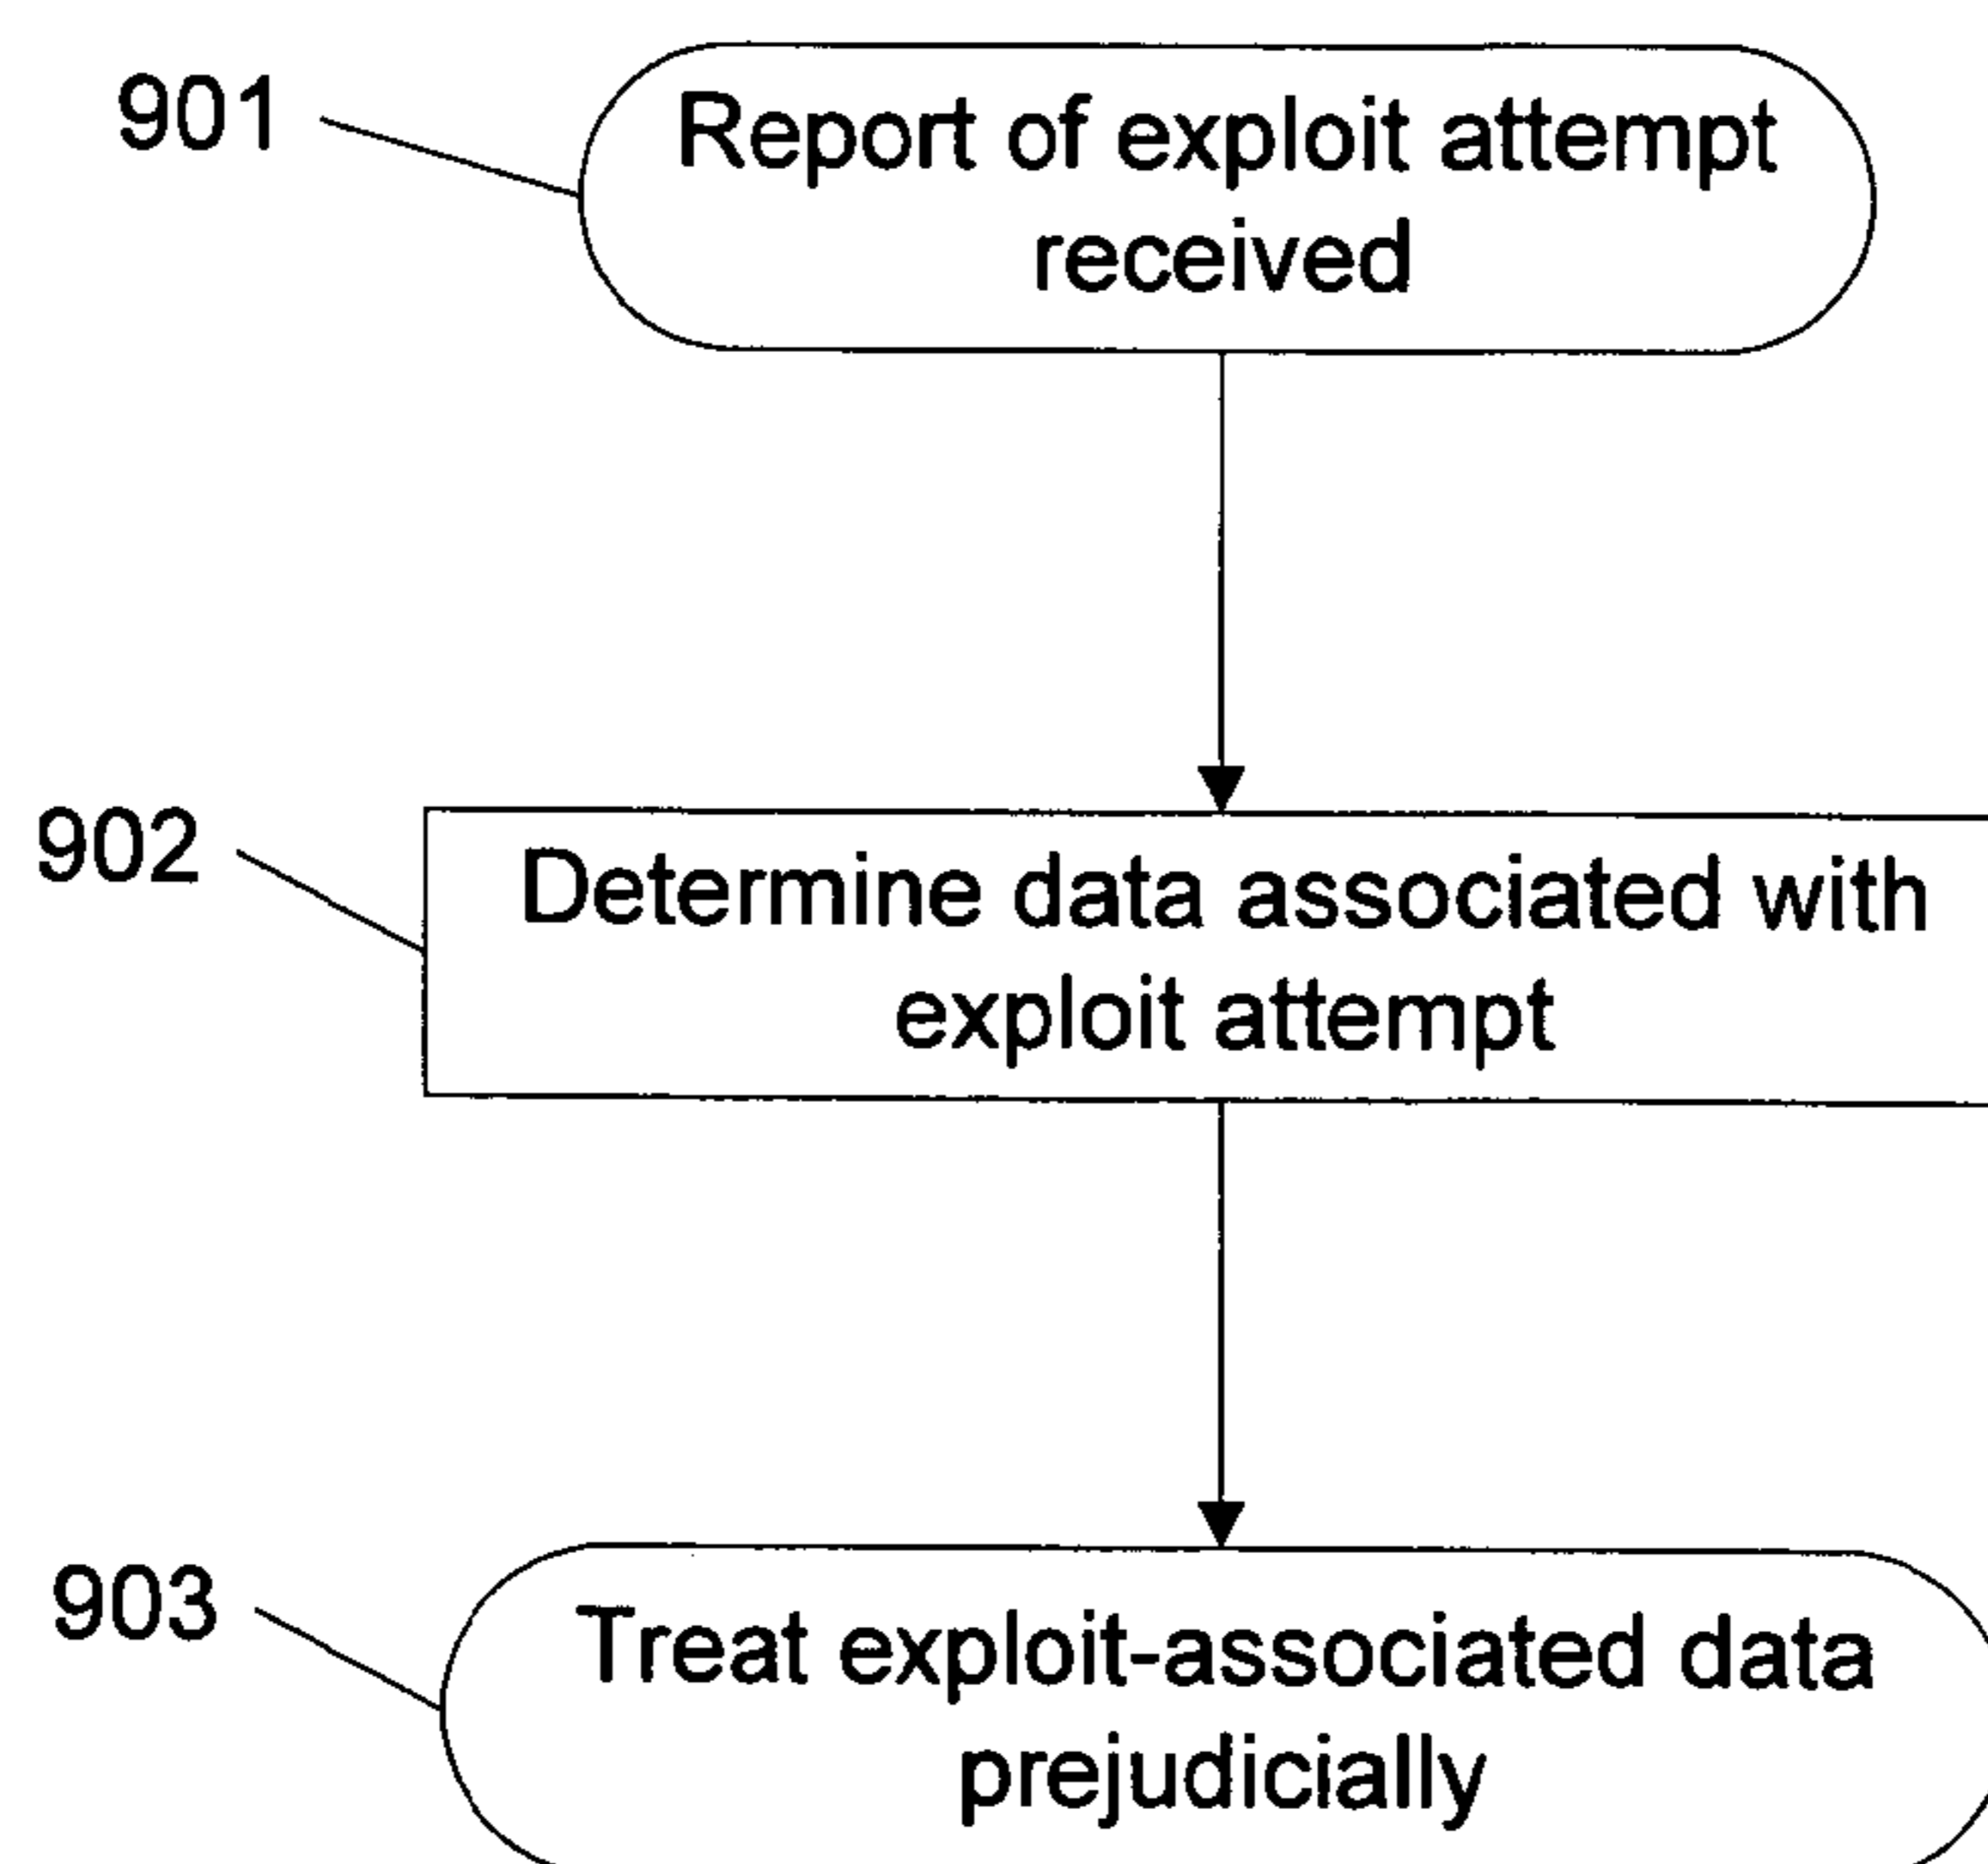 901
Report of exploit attempt
received
902
Determine data associated with
exploit attempt
903
Treat exploit-associated data
prejudicially